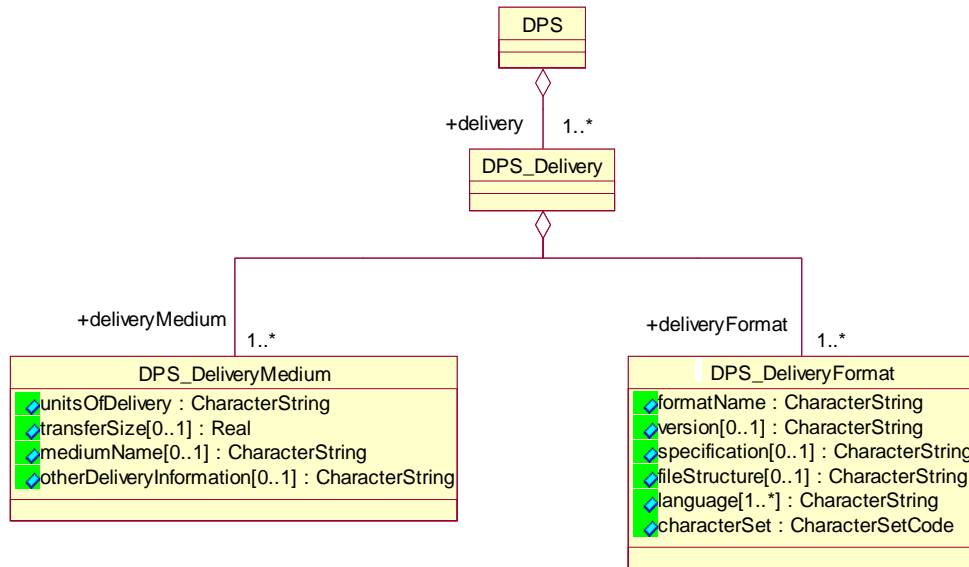 DPS
+delivery 1..*
DPS_Delivery
+deliveryMedium
1..*
+deliveryFormat
1..*
DPS_DeliveryMedium
unitsOfDelivery : CharacterString
transferSize[0..1] : Real
mediumName[0..1] : CharacterString
otherDeliveryInformation[0..1] : CharacterString
DPS_DeliveryFormat
formatName : CharacterString
version[0..1] : CharacterString
specification[0..1] : CharacterString
fileStructure[0..1] : CharacterString
language[1..*] : CharacterString
characterSet : CharacterSetCode